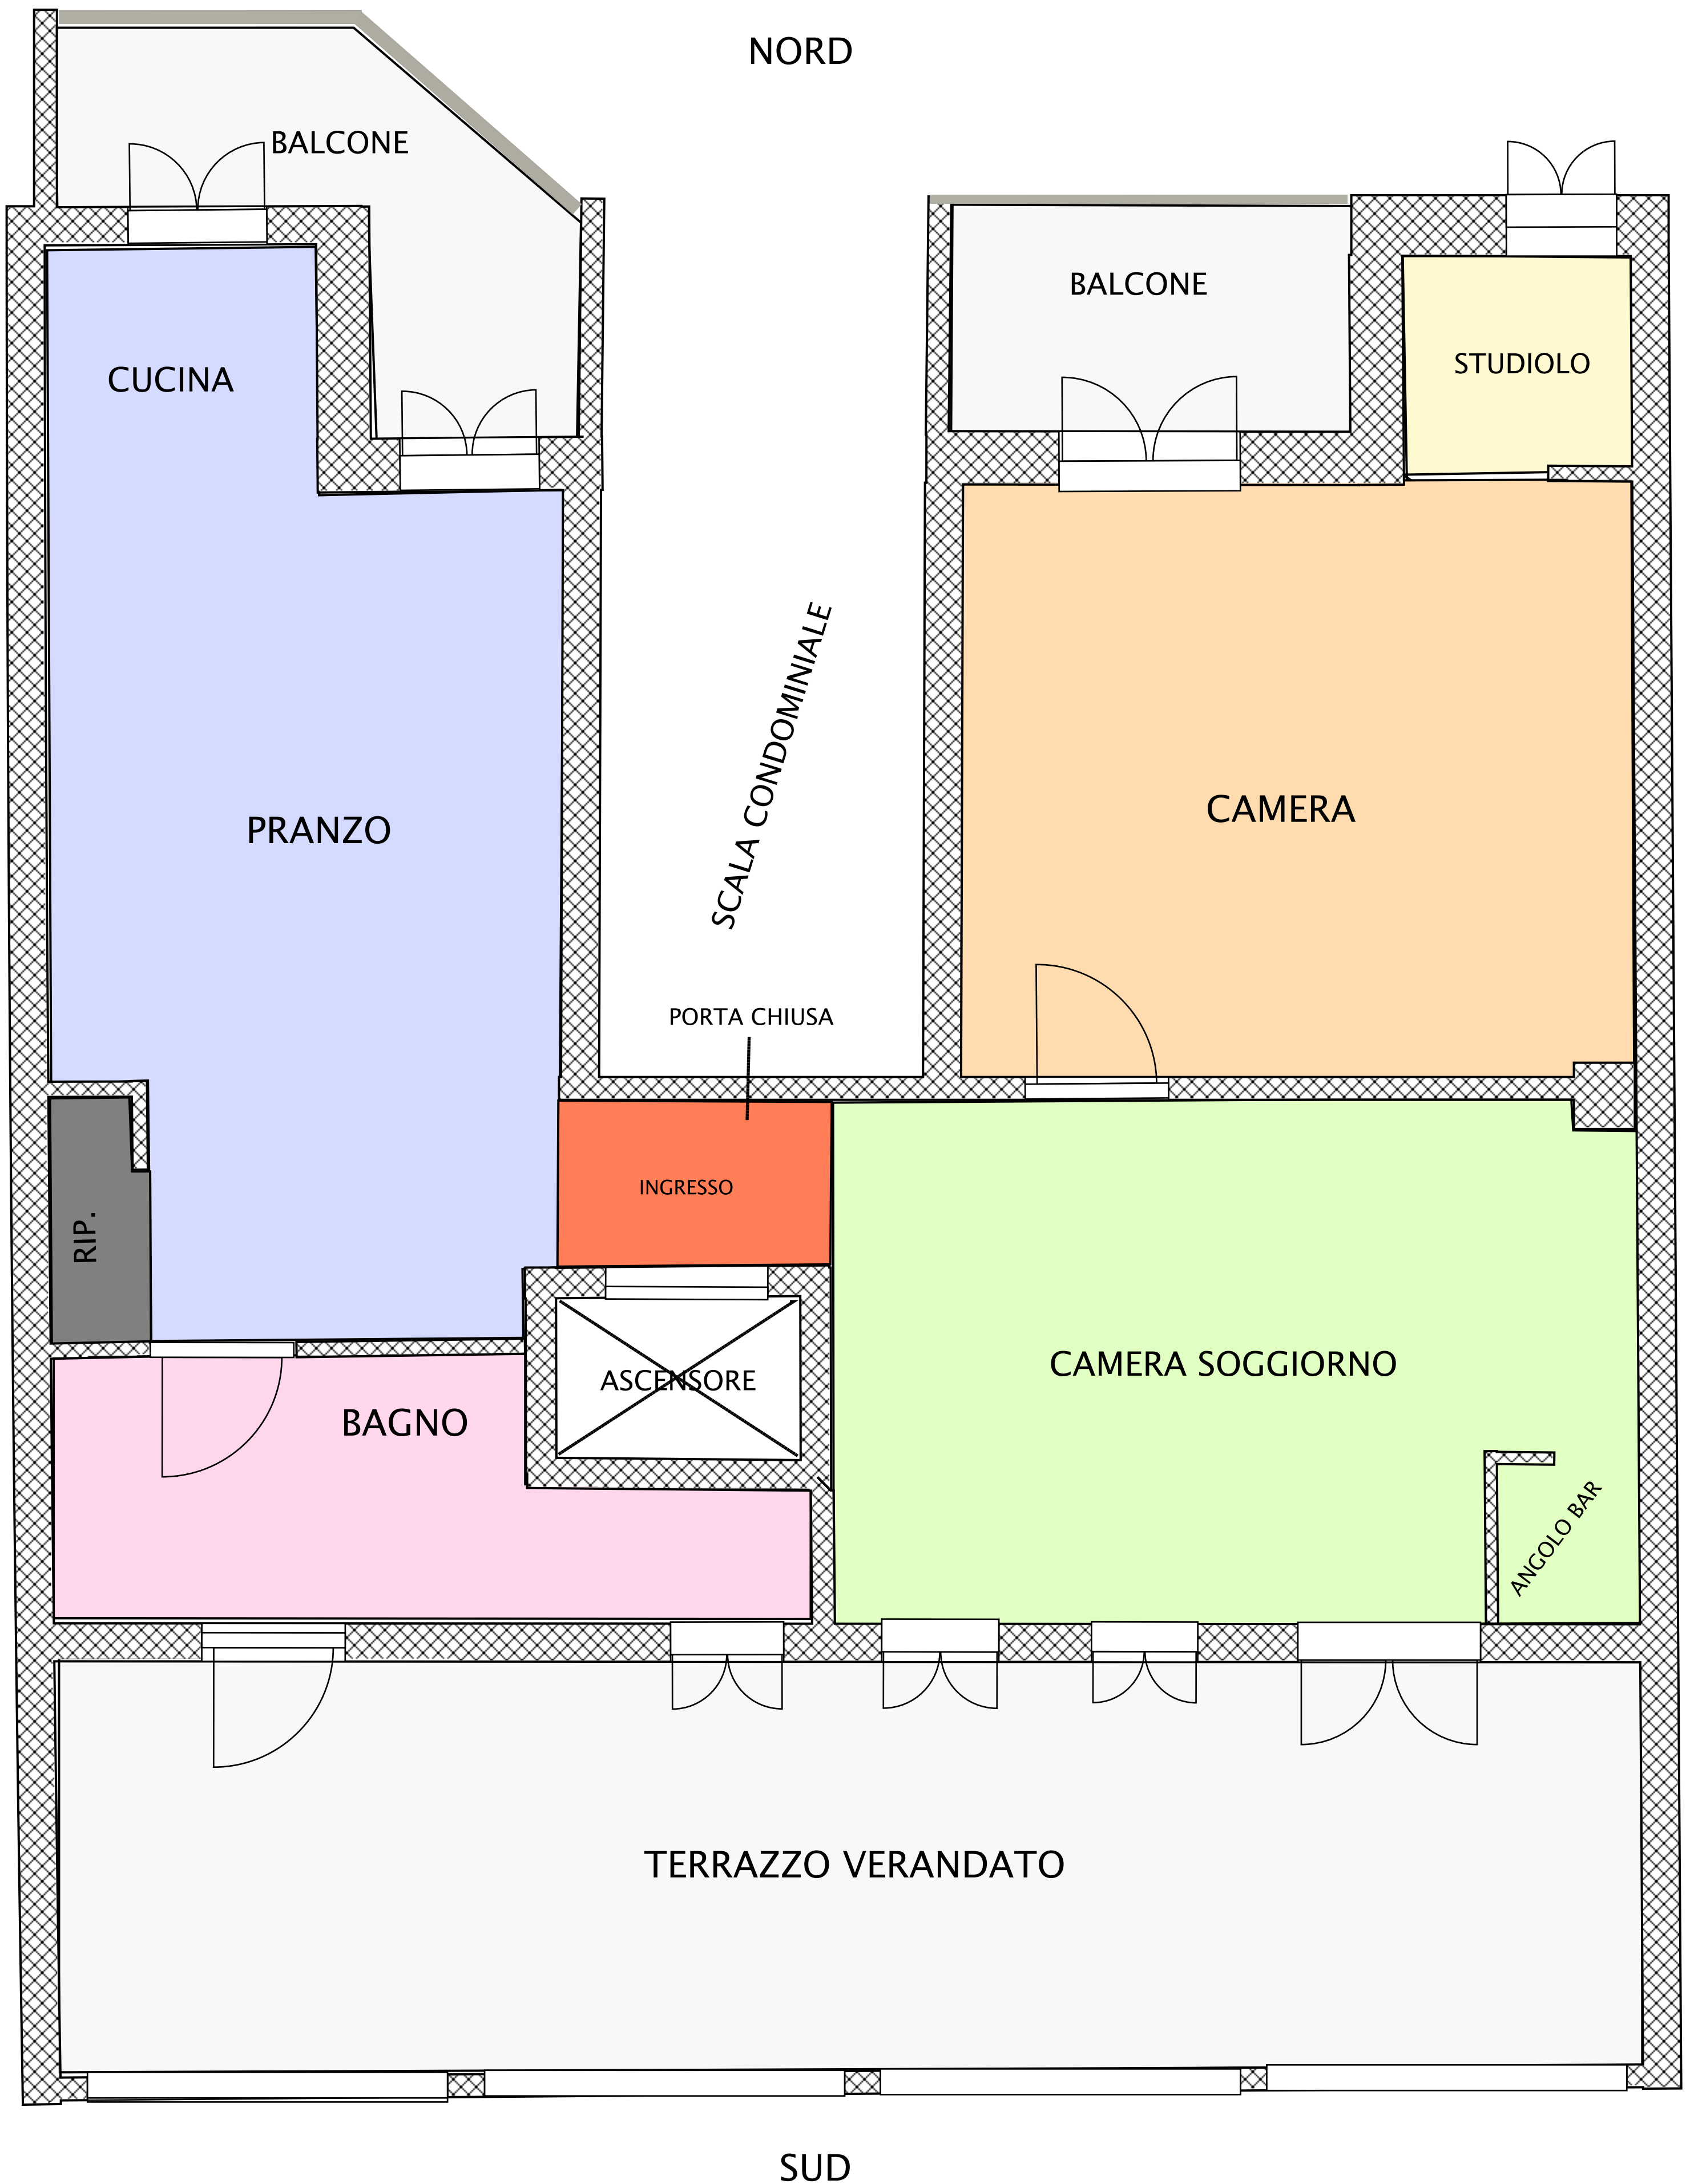 NORD
BALCONE
BALCONE
STUDIOLO
CUCINA
SCALA CONDOMINIALE
CAMERA
PRANZO
PORTA CHIUSA
INGRESSO
RIP.
CAMERA SOGGIORNO
ASCENSORE
BAGNO
ANGOLO BAR
TERRAZZO VERANDATO
SUD